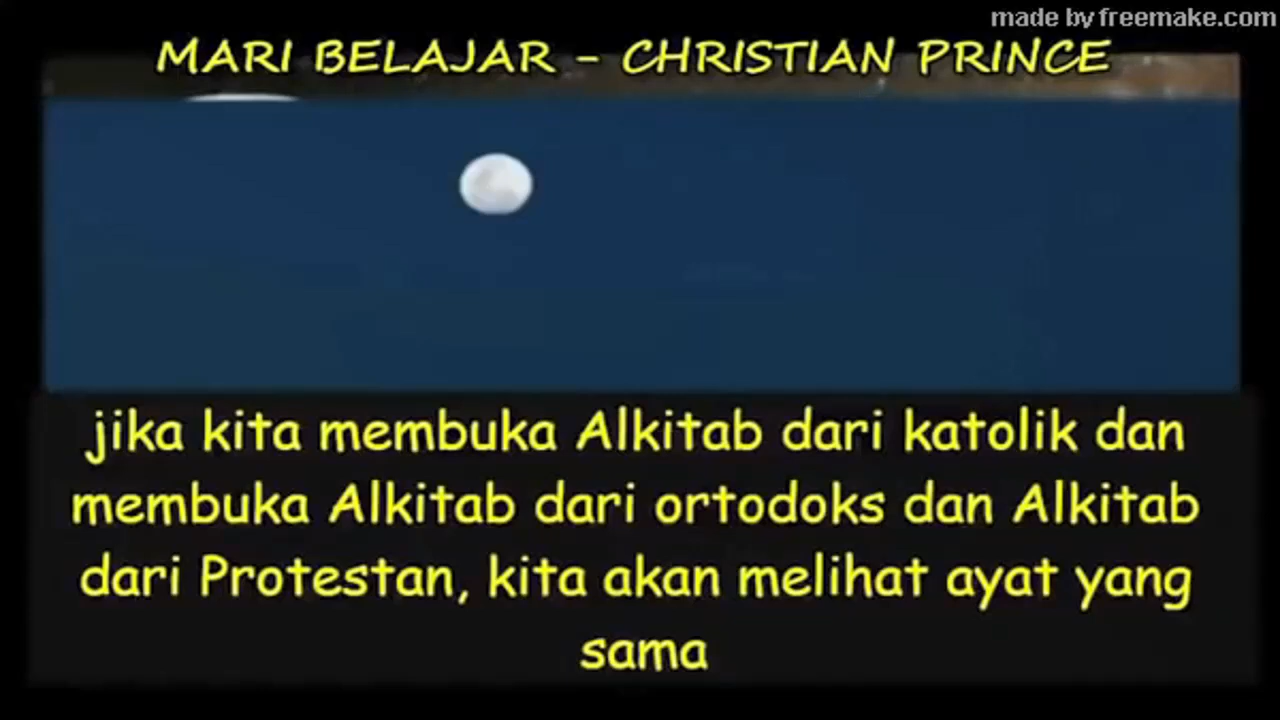 made by freemake.com
MARI BELAJAR - CHRISTIAN PRINCE
jika kita membuka Alkitab dari katolik dan
membuka Alkitab dari ortodoks dan Alkitab
dari Protestan, kita akan melihat ayat yang
sama